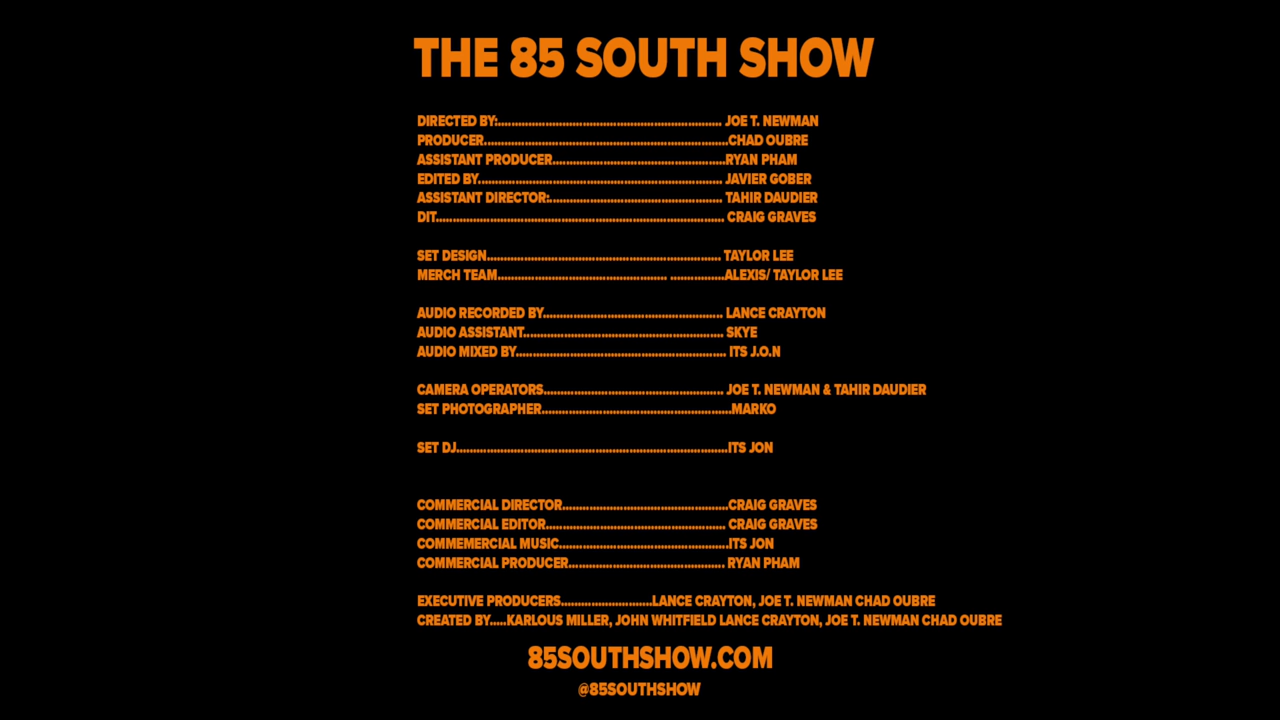 THE 85 SOUTH SHOW
DIRECTED BY:.................................................................. JOE T. NEWMAN
PRODUCER........................................................................CHAD OUBRE
ASSISTANT PRODUCER...................................................RYAN PHAM
EDITED BY....................................................................... JAVIER GOBER
ASSISTANT DIRECTOR:................................................... TAHIR DAUDIER
DIT..................................................................................... CRAIG GRAVES
SET DESIGN..................................................................... TAYLOR LEE
MERCH TEAM.................................................. ................ALEXIS/ TAYLOR LEE
AUDIO RECORDED BY..................................................... LANCE CRAYTON
AUDIO ASSISTANT........................................................... SKYE
AUDIO MIXED BY.............................................................. ITS J.O.N
CAMERA OPERATORS..................................................... JOE T. NEWMAN & TAHIR DAUDIER
SET PHOTOGRAPHER........................................................MARKO
SET DJ................................................................................ITS JON
COMMERCIAL DIRECTOR.................................................CRAIG GRAVES
COMMERCIAL EDITOR..................................................... CRAIG GRAVES
COMMEMERCIAL MUSIC..................................................ITS JON
COMMERCIAL PRODUCER.............................................. RYAN PHAM
EXECUTIVE PRODUCERS...........................LANCE CRAYTON, JOE T. NEWMAN CHAD OUBRE
CREATED BY.....KARLOUS MILLER, JOHN WHITFIELD LANCE CRAYTON, JOE T. NEWMAN CHAD OUBRE
85SOUTHSHOW.COM
@85SOUTHSHOW